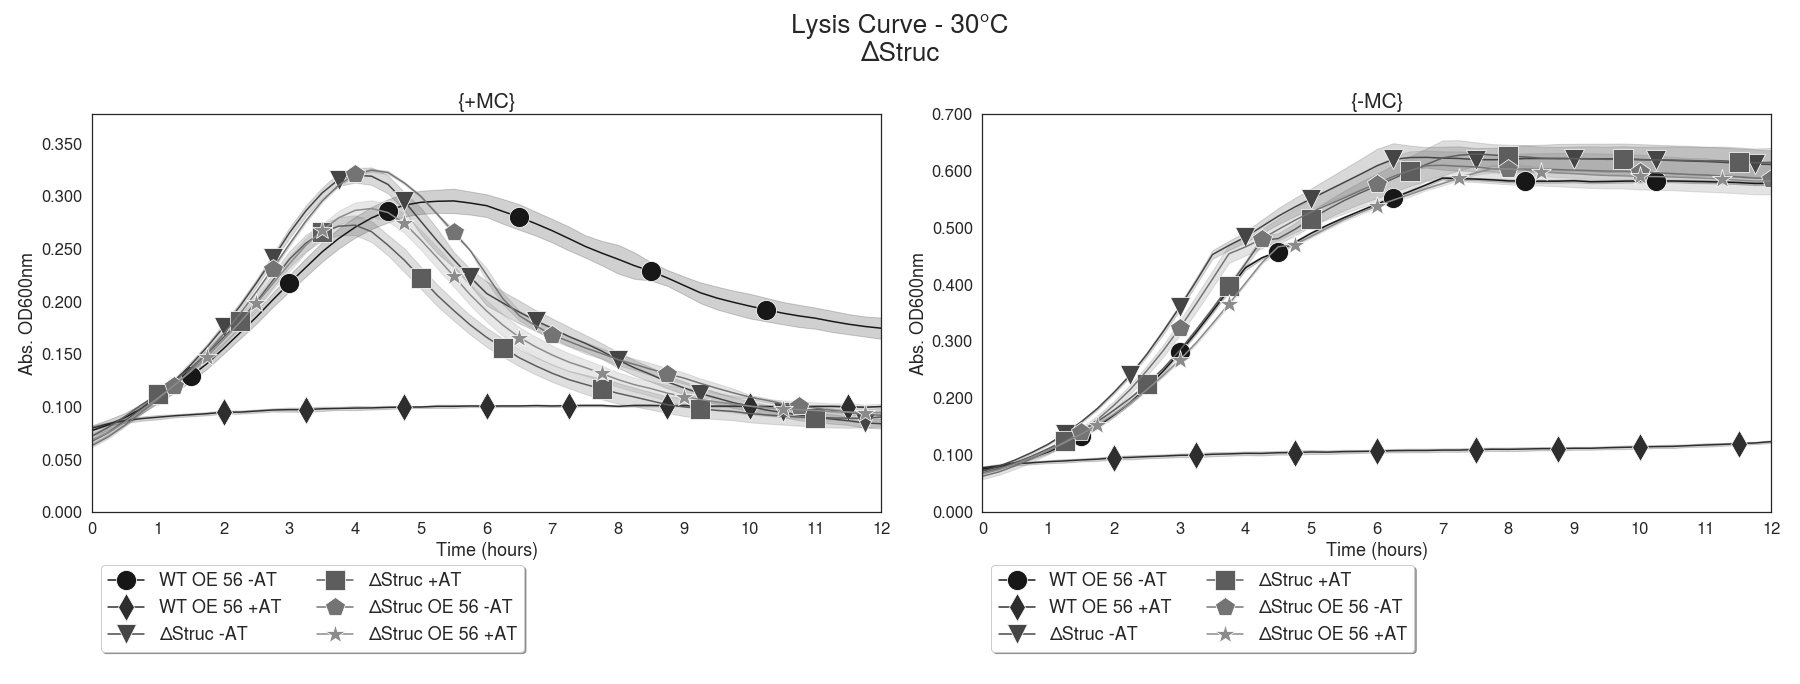 Lysis Curve - 30°C
ΔStruc
{+MC}
0.350
0.300
0.250
0.200
0.150
0.100
0.050
0.000
Abs. OD600nm
0 1 2 3 4 5 6 7 8 9 10 11 12
Time (hours)
WT OE 56 -AT
WT OE 56 +AT
ΔStruc -AT
ΔStruc +AT
ΔStruc OE 56 -AT
ΔStruc OE 56 +AT
{-MC}
0.700
0.600
0.500
0.400
0.300
0.200
0.100
0.000
Abs. OD600nm
0 1 2 3 4 5 6 7 8 9 10 11 12
Time (hours)
WT OE 56 -AT
WT OE 56 +AT
ΔStruc -AT
ΔStruc +AT
ΔStruc OE 56 -AT
ΔStruc OE 56 +AT